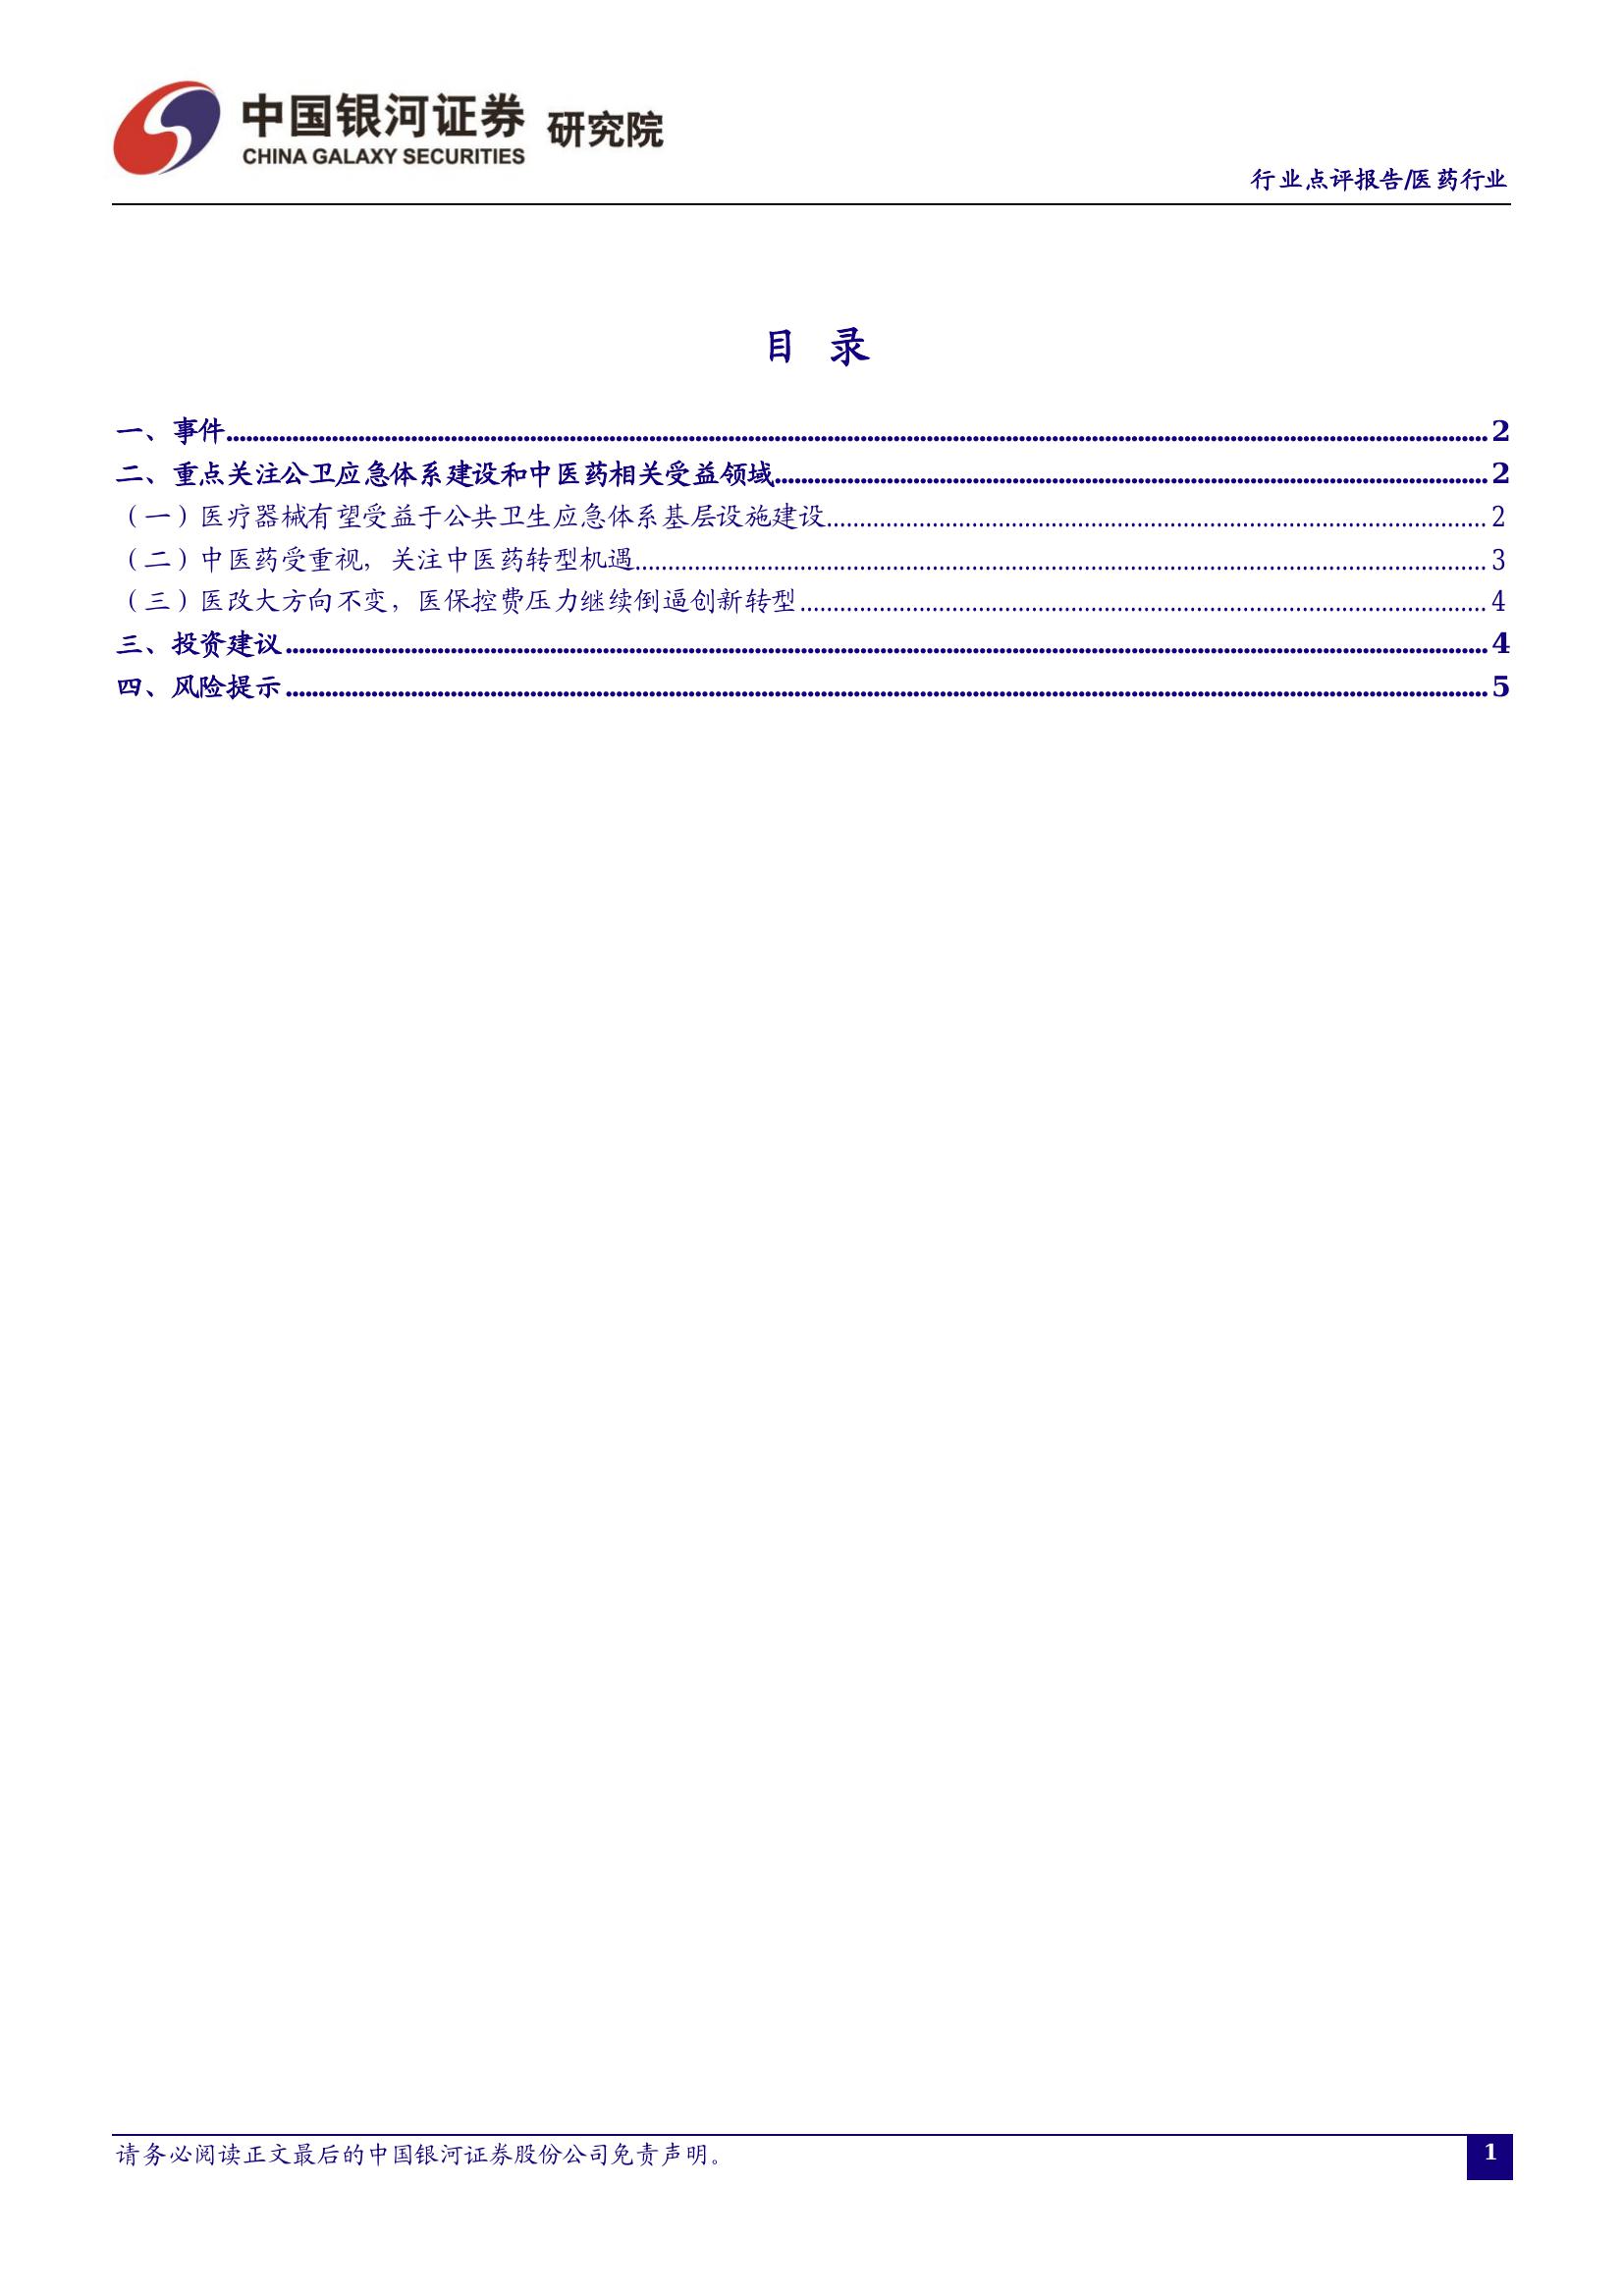 中国银河证券 研究院
CHINA GALAXY SECURITIES
行业点评报告/医药行业
目 录
一、事件........................ 2
二、重点关注公卫应急体系建设和中医药相关受益领域........................ 2
（一）医疗器械有望受益于公共卫生应急体系基层设施建设........................ 2
（二）中医药受重视，关注中医药转型机遇........................ 3
（三）医改大方向不变，医保控费压力继续倒逼创新转型........................ 4
三、投资建议........................ 4
四、风险提示........................ 5
请务必阅读正文最后的中国银河证券股份公司免责声明。
1